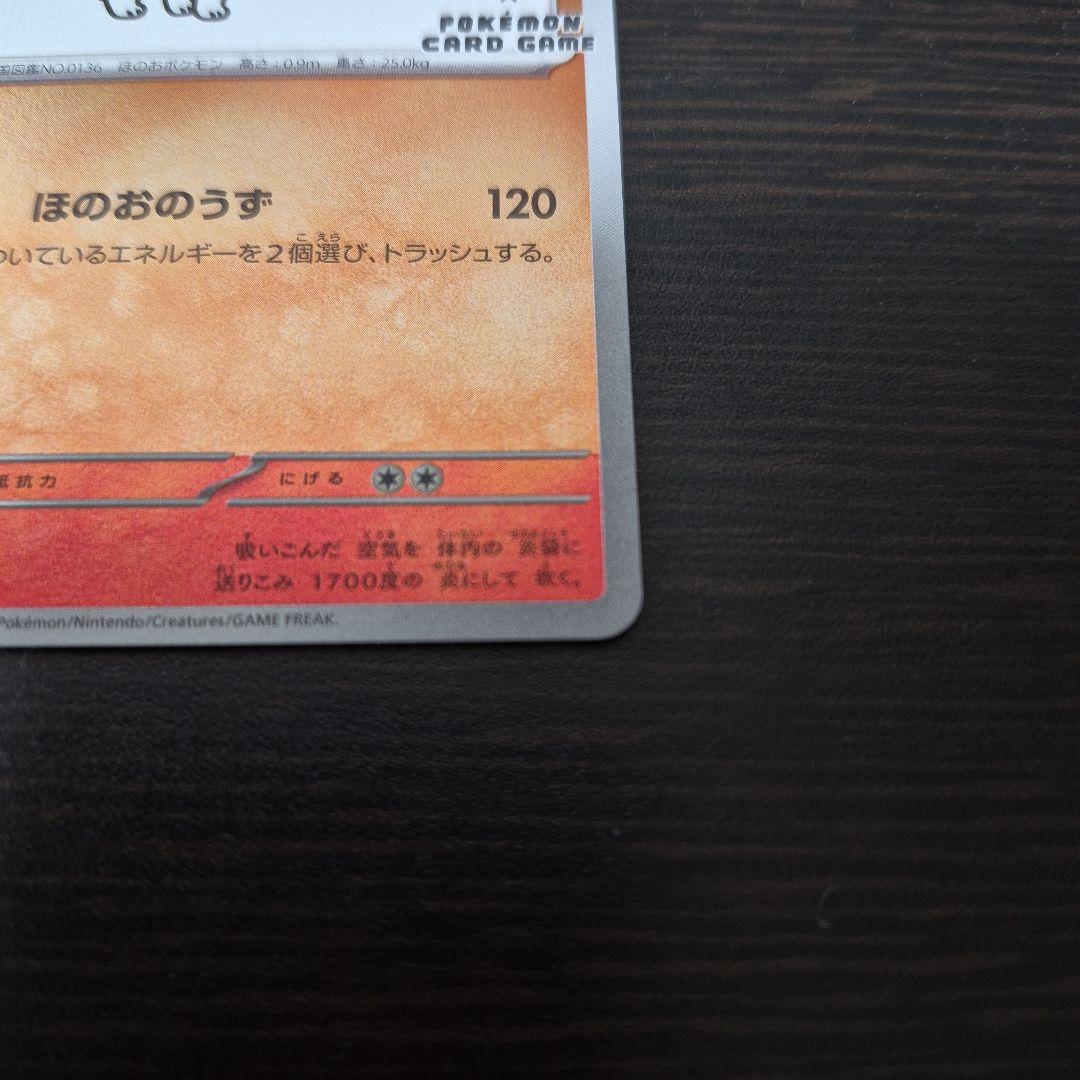 POKÉMON
CARD GAME
国図鑑NO.0136 ほのおポケモン 高さ:0.9m 重さ:25.0kg
ほのおのうず 120
ついているエネルギーを2個選び、トラッシュする。
抵抗力 にげる
吸いこんだ 空気を 体内の 炎袋に
送りこみ 1700度の 炎にして 吹く。
Pokémon/Nintendo/Creatures/GAME FREAK.